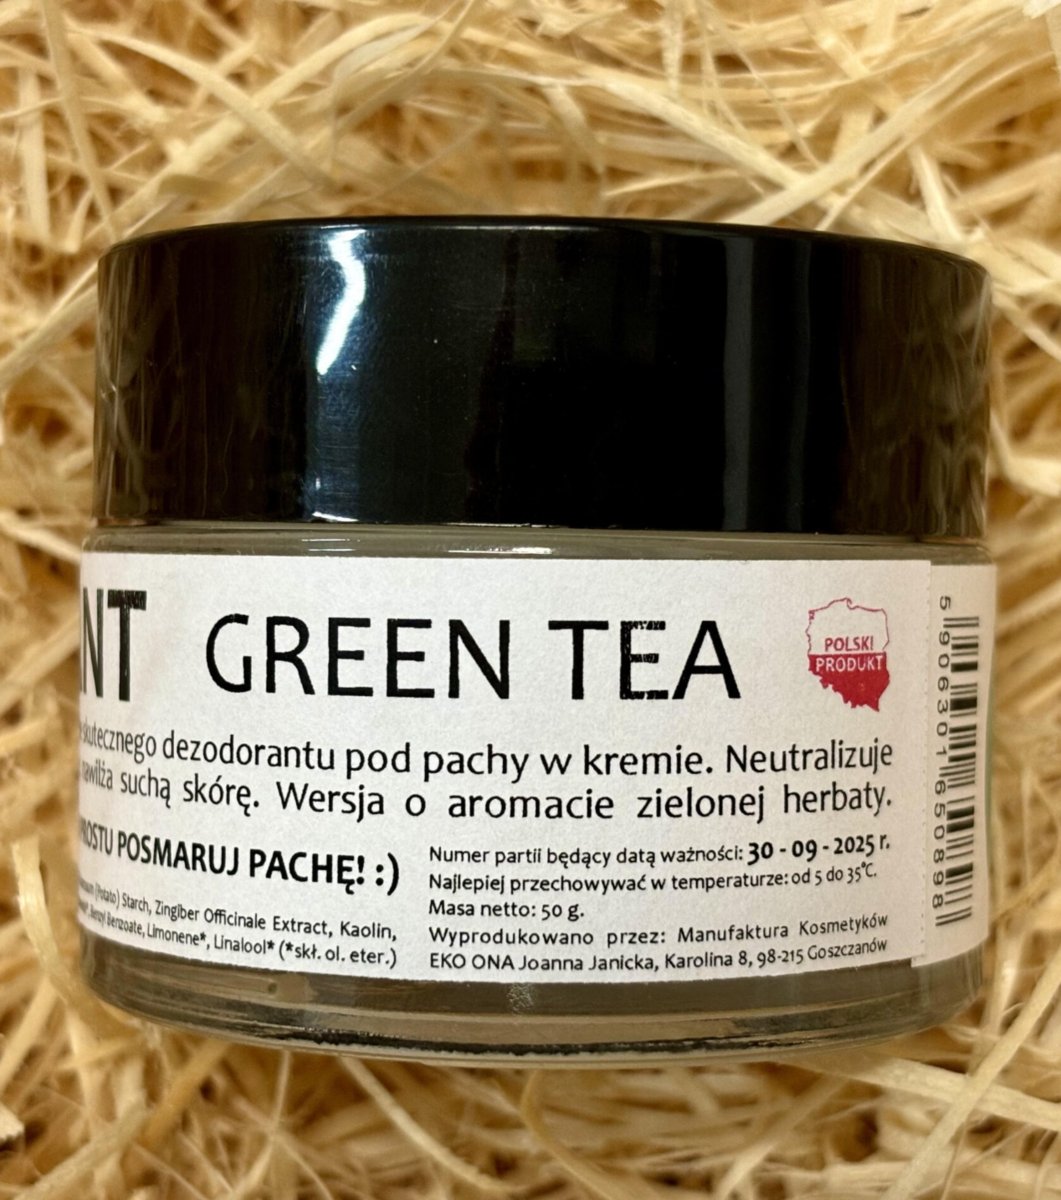 NT GREEN TEA
POLSKI
PRODUKT
skutecznego dezodorantu pod pachy w kremie. Neutralizuje
nawilża suchą skórę. Wersja o aromacie zielonej herbaty.
POSMARUJ PACHĘ! :)
(Potato) Starch, Zingiber Officinale Extract, Kaolin,
Benzyl Benzoate, Limonene*, Linalool* (*skł. ol. eter.)
Numer partii będący datą ważności: 30 - 09 - 2025 r.
Najlepiej przechowywać w temperaturze: od 5 do 35°C.
Masa netto: 50 g.
Wyprodukowano przez: Manufaktura Kosmetyków
EKO ONA Joanna Janicka, Karolina 8, 98-215 Goszczanów
5906301650898